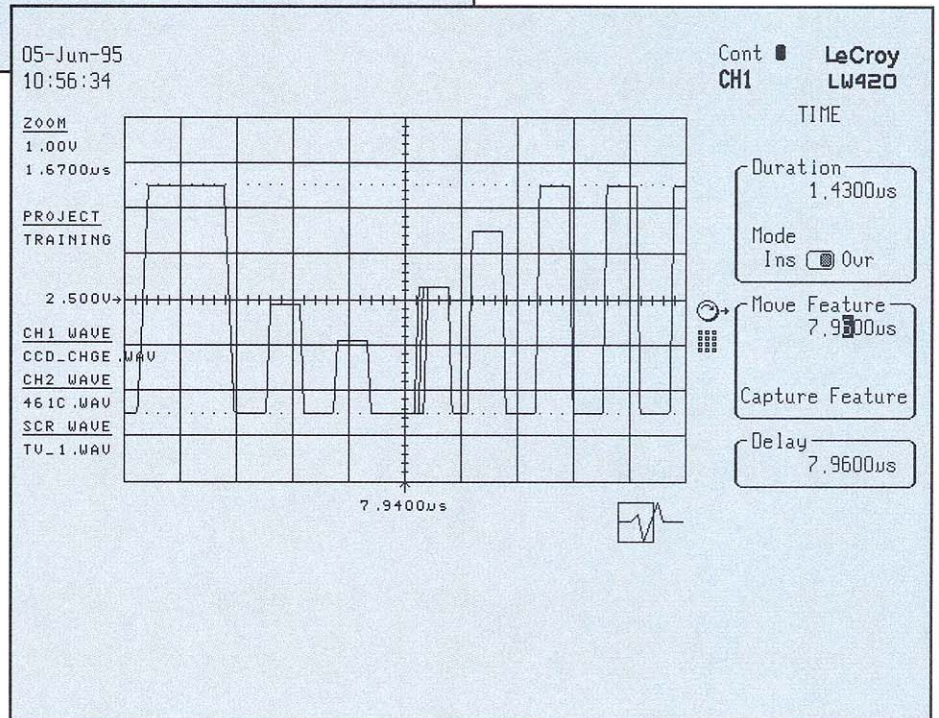 05-Jun-95
10:56:34
Cont
CH1
LeCroy
LW420
TIME
ZOOM
1.00V
1.6700us
PROJECT
TRAINING
2.500V
CH1 WAVE
CCD_CHGE.WAV
CH2 WAVE
461C.WAV
SCR WAVE
TV_1.WAV
7.9400us
Duration
1.4300us
Mode
Ins Ovr
Move Feature
7.9600us
Capture Feature
Delay
7.9600us